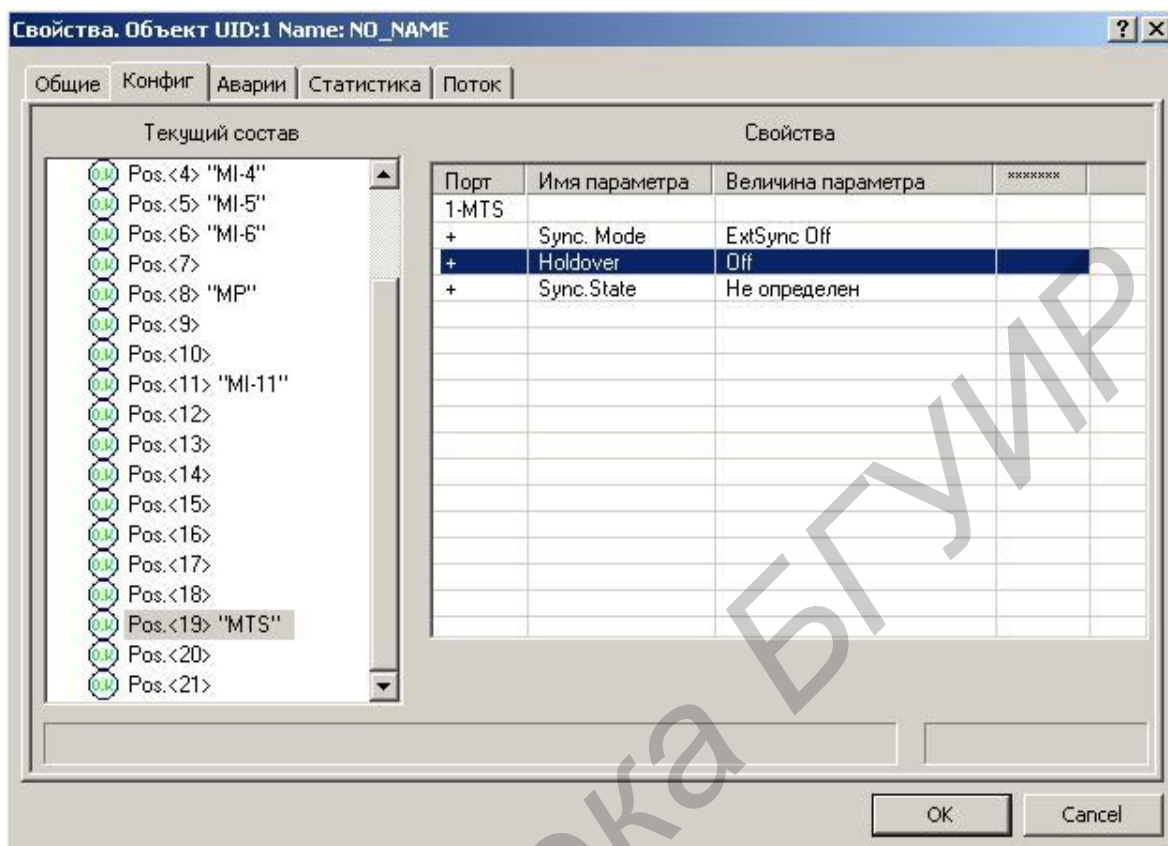 Свойства. Объект UID:1 Name: NO_NAME
Общие Конфиг Аварии Статистика Поток
Текущий состав
Pos.<4> "MI-4"
Pos.<5> "MI-5"
Pos.<6> "MI-6"
Pos.<7>
Pos.<8> "MP"
Pos.<9>
Pos.<10>
Pos.<11> "MI-11"
Pos.<12>
Pos.<13>
Pos.<14>
Pos.<15>
Pos.<16>
Pos.<17>
Pos.<18>
Pos.<19> "MTS"
Pos.<20>
Pos.<21>
Свойства
Порт Имя параметра Величина параметра xxxxxxx
1-MTS
+ Sync. Mode ExtSync Off
+ Holdover Off
+ Sync.State Не определен
OK Cancel
ока БГУИР